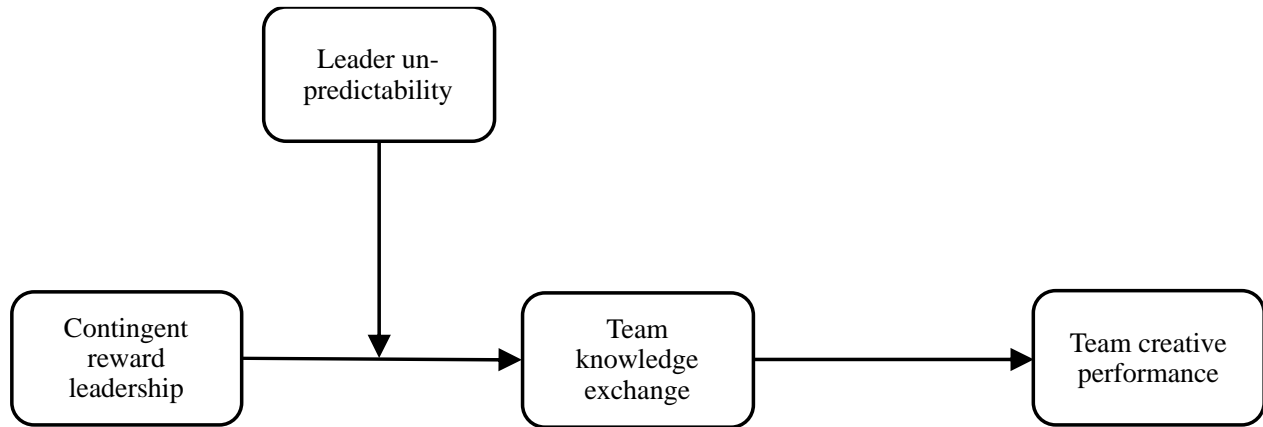 Leader un-
predictability
Contingent
reward
leadership
Team
knowledge
exchange
Team creative
performance